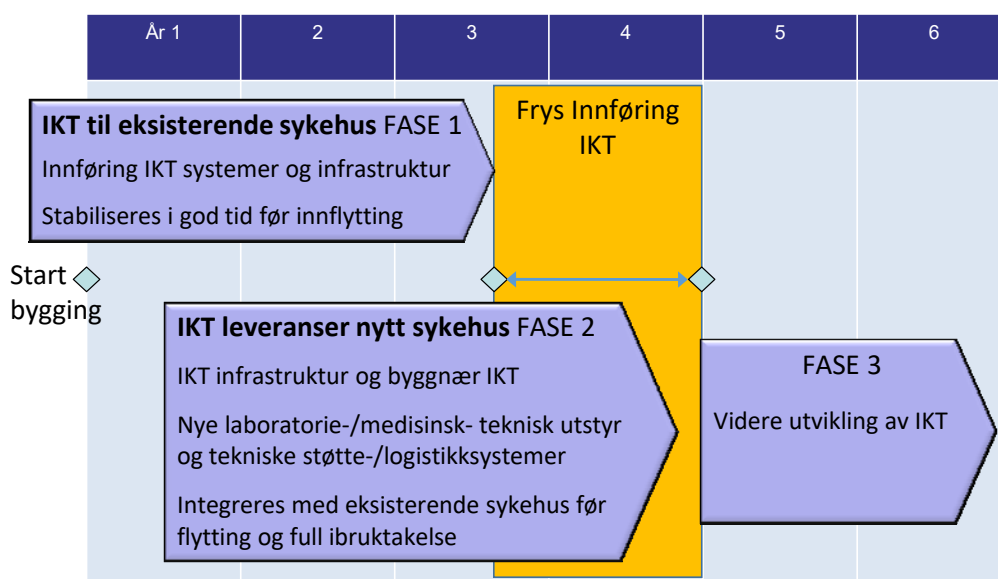 År 1 2 3 4 5 6
IKT til eksisterende sykehus FASE 1
Innføring IKT systemer og infrastruktur
Stabiliseres i god tid før innflytting
Frys Innføring
IKT
Start
bygging
IKT leveranser nytt sykehus FASE 2
IKT infrastruktur og byggnær IKT
Nye laboratorie-/medisinsk- teknisk utstyr
og tekniske støtte-/logistikksystemer
Integreres med eksisterende sykehus før
flytting og full ibruktakelse
FASE 3
Videre utvikling av IKT